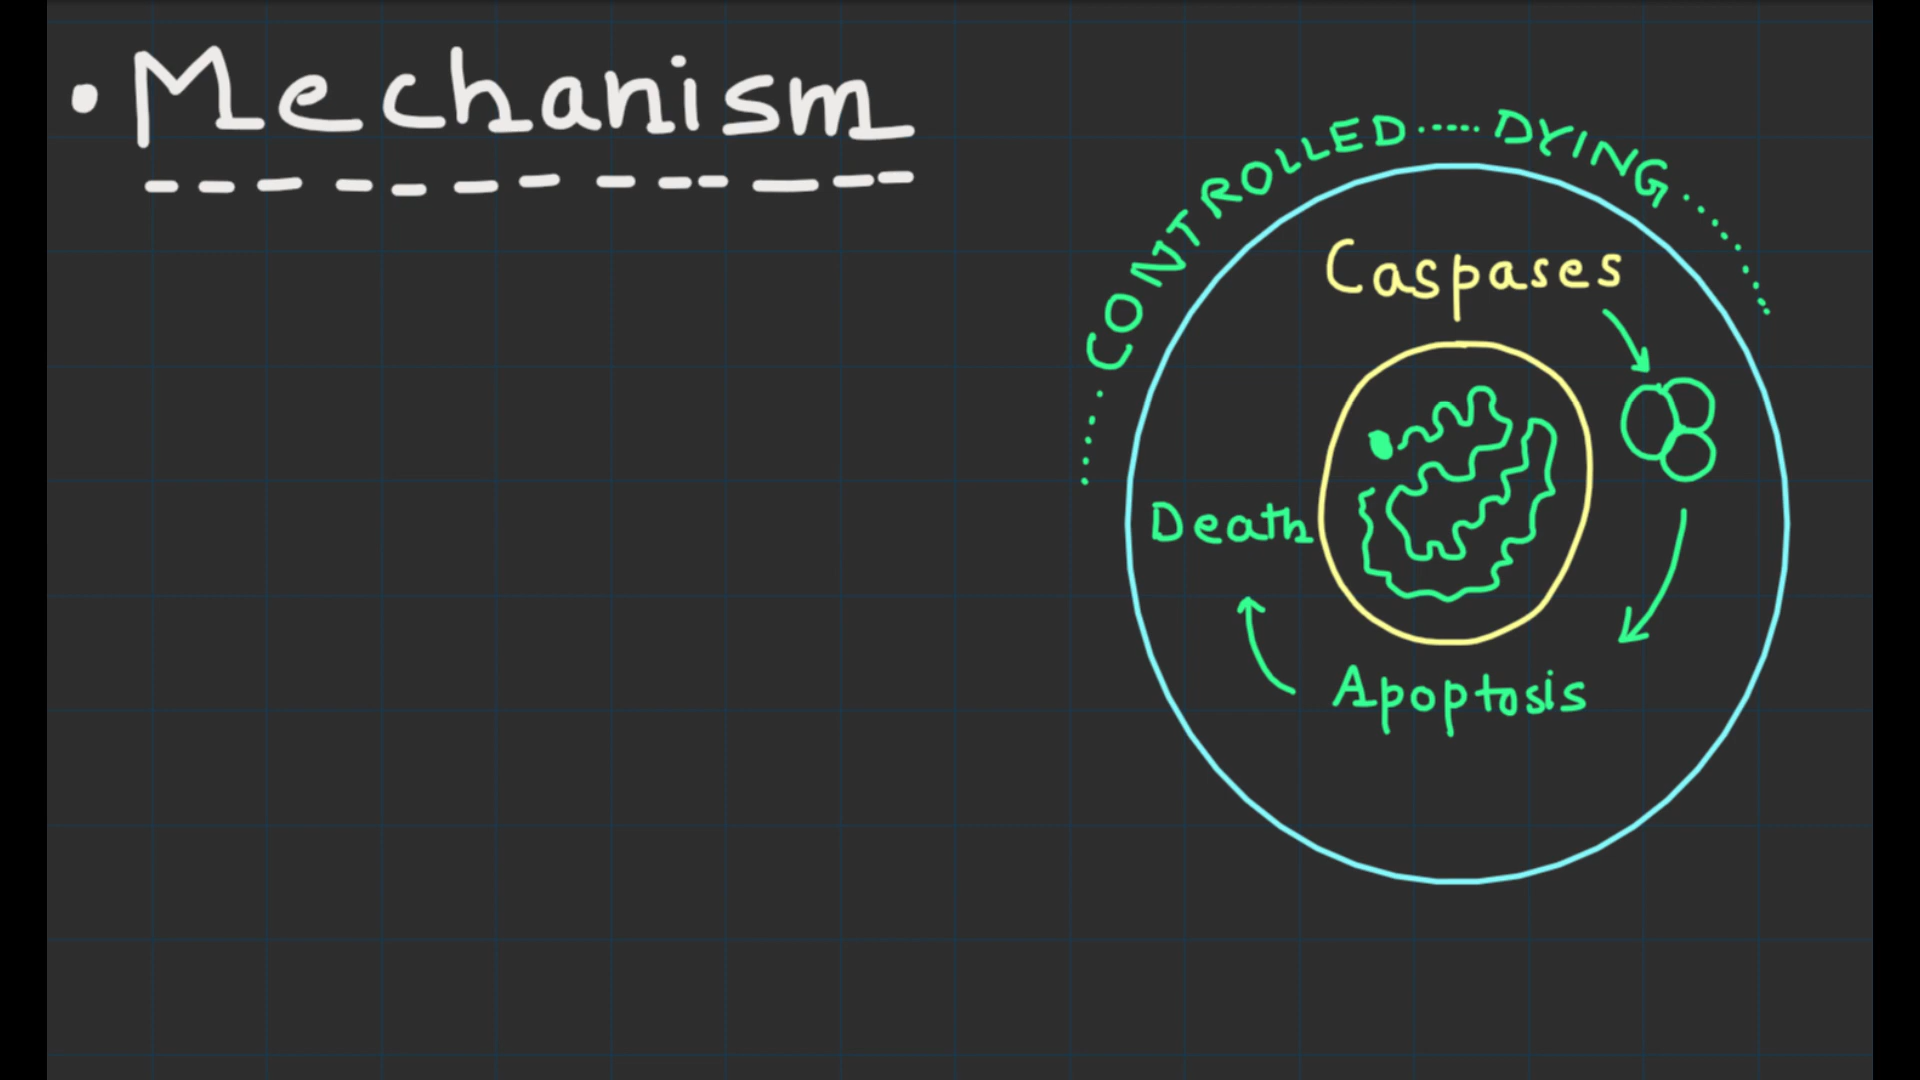 • Mechanism
CONTROLLED ..... DYING ........
Caspases
Death
Apoptosis